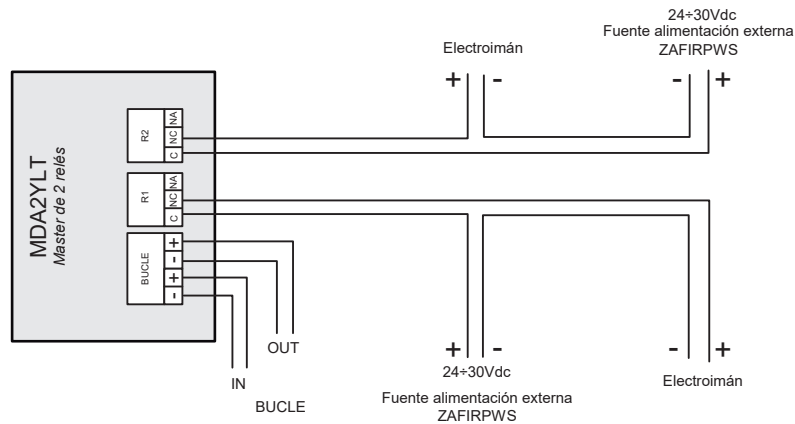 24÷30Vdc
Fuente alimentación externa
ZAFIRPWS
Electroimán
+ -
- +
MDA2YLT
Master de 2 relés
R2
NA
NC
C
R1
NA
NC
C
BUCLE
+
-
+
-
OUT
IN
BUCLE
+ -
24÷30Vdc
Fuente alimentación externa
ZAFIRPWS
- +
Electroimán